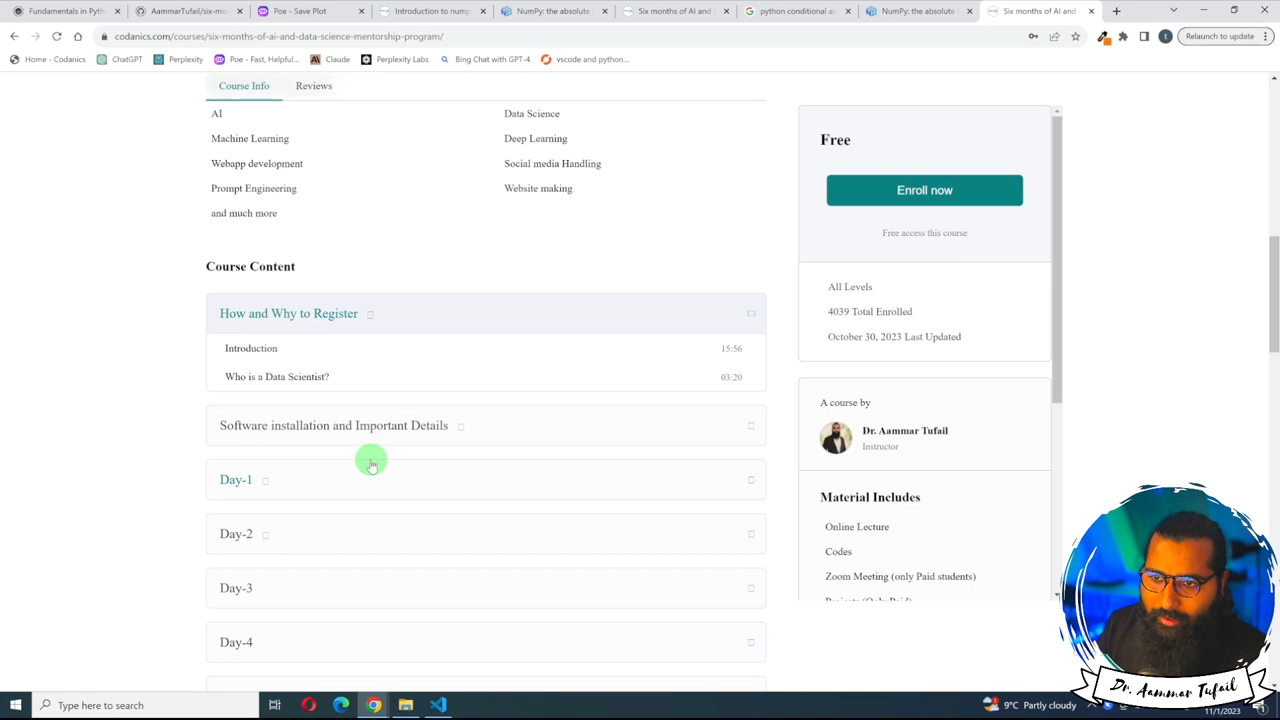 Fundamentals in Pyth
AammarTufail/six-mo
Poe - Save Plot
Introduction to nump
NumPy: the absolute
Six months of AI and
python conditional an
NumPy: the absolute
Six months of AI and
codanics.com/courses/six-months-of-ai-and-data-science-mentorship-program/
Relaunch to update
Home - Codanics
ChatGPT
Perplexity
Poe - Fast, Helpful...
Claude
Perplexity Labs
Bing Chat with GPT-4
vscode and python...
Course Info
Reviews
AI
Data Science
Machine Learning
Deep Learning
Webapp development
Social media Handling
Prompt Engineering
Website making
and much more
Course Content
How and Why to Register
Introduction 15:56
Who is a Data Scientist? 03:20
Software installation and Important Details
Day-1
Day-2
Day-3
Day-4
Free
Enroll now
Free access this course
All Levels
4039 Total Enrolled
October 30, 2023 Last Updated
A course by
Dr. Aammar Tufail
Instructor
Material Includes
Online Lecture
Codes
Zoom Meeting (only Paid students)
Projects (Only Paid)
Dr. Aammar Tufail
Type here to search
9°C Partly cloudy
11/1/2023